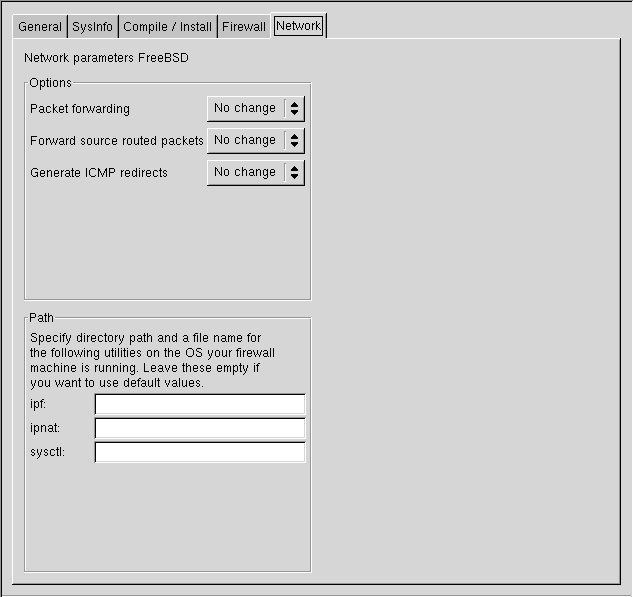 General SysInfo Compile / Install Firewall Network
Network parameters FreeBSD
Options
Packet forwarding No change
Forward source routed packets No change
Generate ICMP redirects No change
Path
Specify directory path and a file name for
the following utilities on the OS your firewall
machine is running. Leave these empty if
you want to use default values.
ipf:
ipnat:
sysctl: